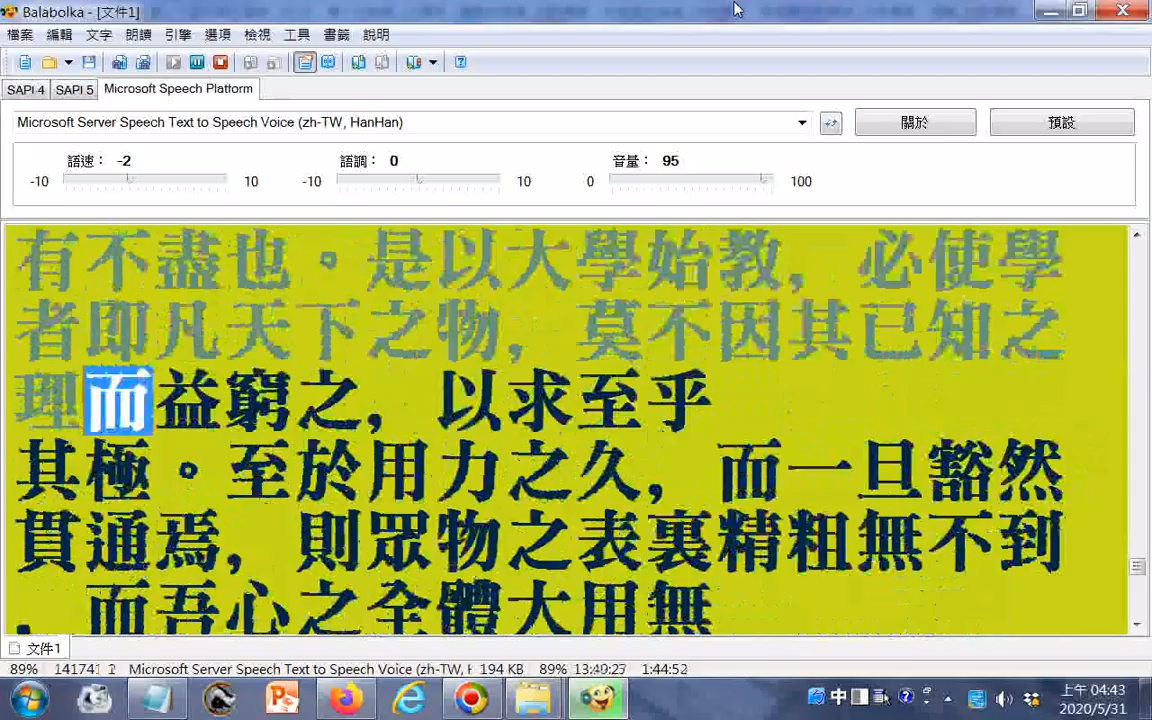 Balabolka - [文件1]
檔案 編輯 文字 朗讀 引擎 選項 檢視 工具 書籤 說明
SAPI 4 SAPI 5 Microsoft Speech Platform
Microsoft Server Speech Text to Speech Voice (zh-TW, HanHan) 關於 預設
語速： -2 語調： 0 音量： 95
-10 10 -10 10 0 100
有不盡也。是以大學始教，必使學
者即凡天下之物，莫不因其已知之
理而益窮之，以求至乎
其極。至於用力之久，而一旦豁然
貫通焉，則眾物之表裏精粗無不到
，而吾心之全體大用無
文件1
89% 141741 2 Microsoft Server Speech Text to Speech Voice (zh-TW, H 194 KB 89% 13:49:27 1:44:52
中 上午 04:43
2020/5/31